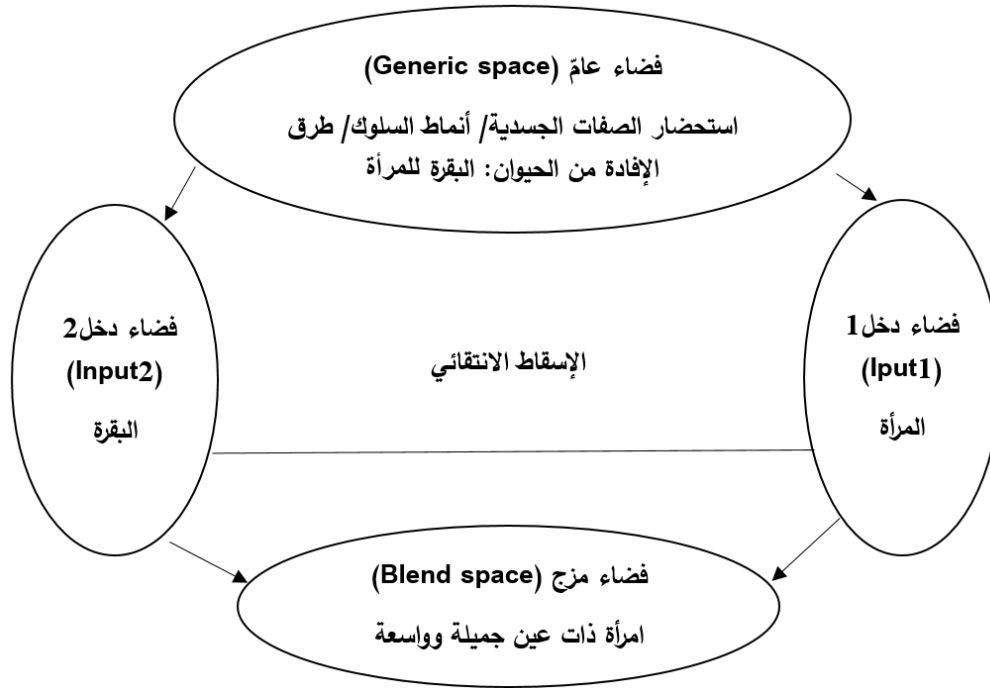 فضاء عامّ (Generic space)
استحضار الصفات الجسدية/ أنماط السلوك/ طرق
الإفادة من الحيوان: البقرة للمرأة
فضاء دخل1
(Iput1)
المرأة
فضاء دخل2
(Input2)
البقرة
الإسقاط الانتقائي
فضاء مزج (Blend space)
امرأة ذات عين جميلة وواسعة